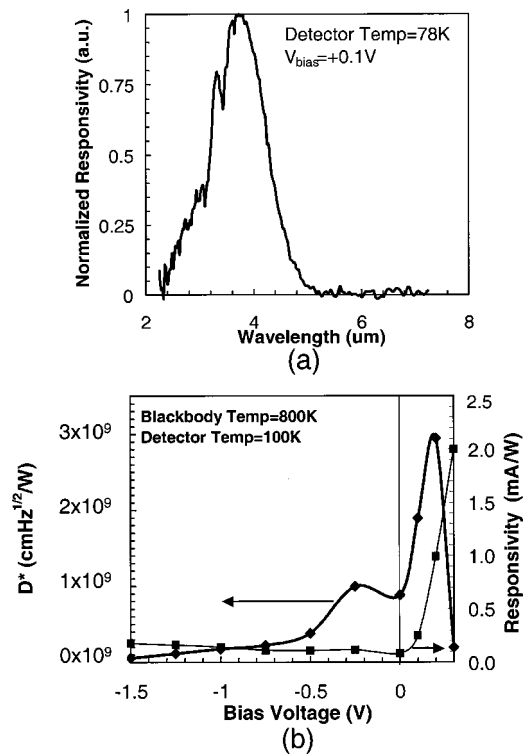 (a)
Detector Temp=78K
Vbias=+0.1V
Normalized Responsivity (a.u.)
1
0.75
0.5
0.25
0
2 4 6 8
Wavelength (um)
(a)
Blackbody Temp=800K
Detector Temp=100K
D* (cmHz^1/2/W)
3x10^9
2x10^9
1x10^9
0x10^9
Responsivity (mA/W)
2.5
2.0
1.5
1.0
0.5
0.0
-1.5 -1 -0.5 0
Bias Voltage (V)
(b)